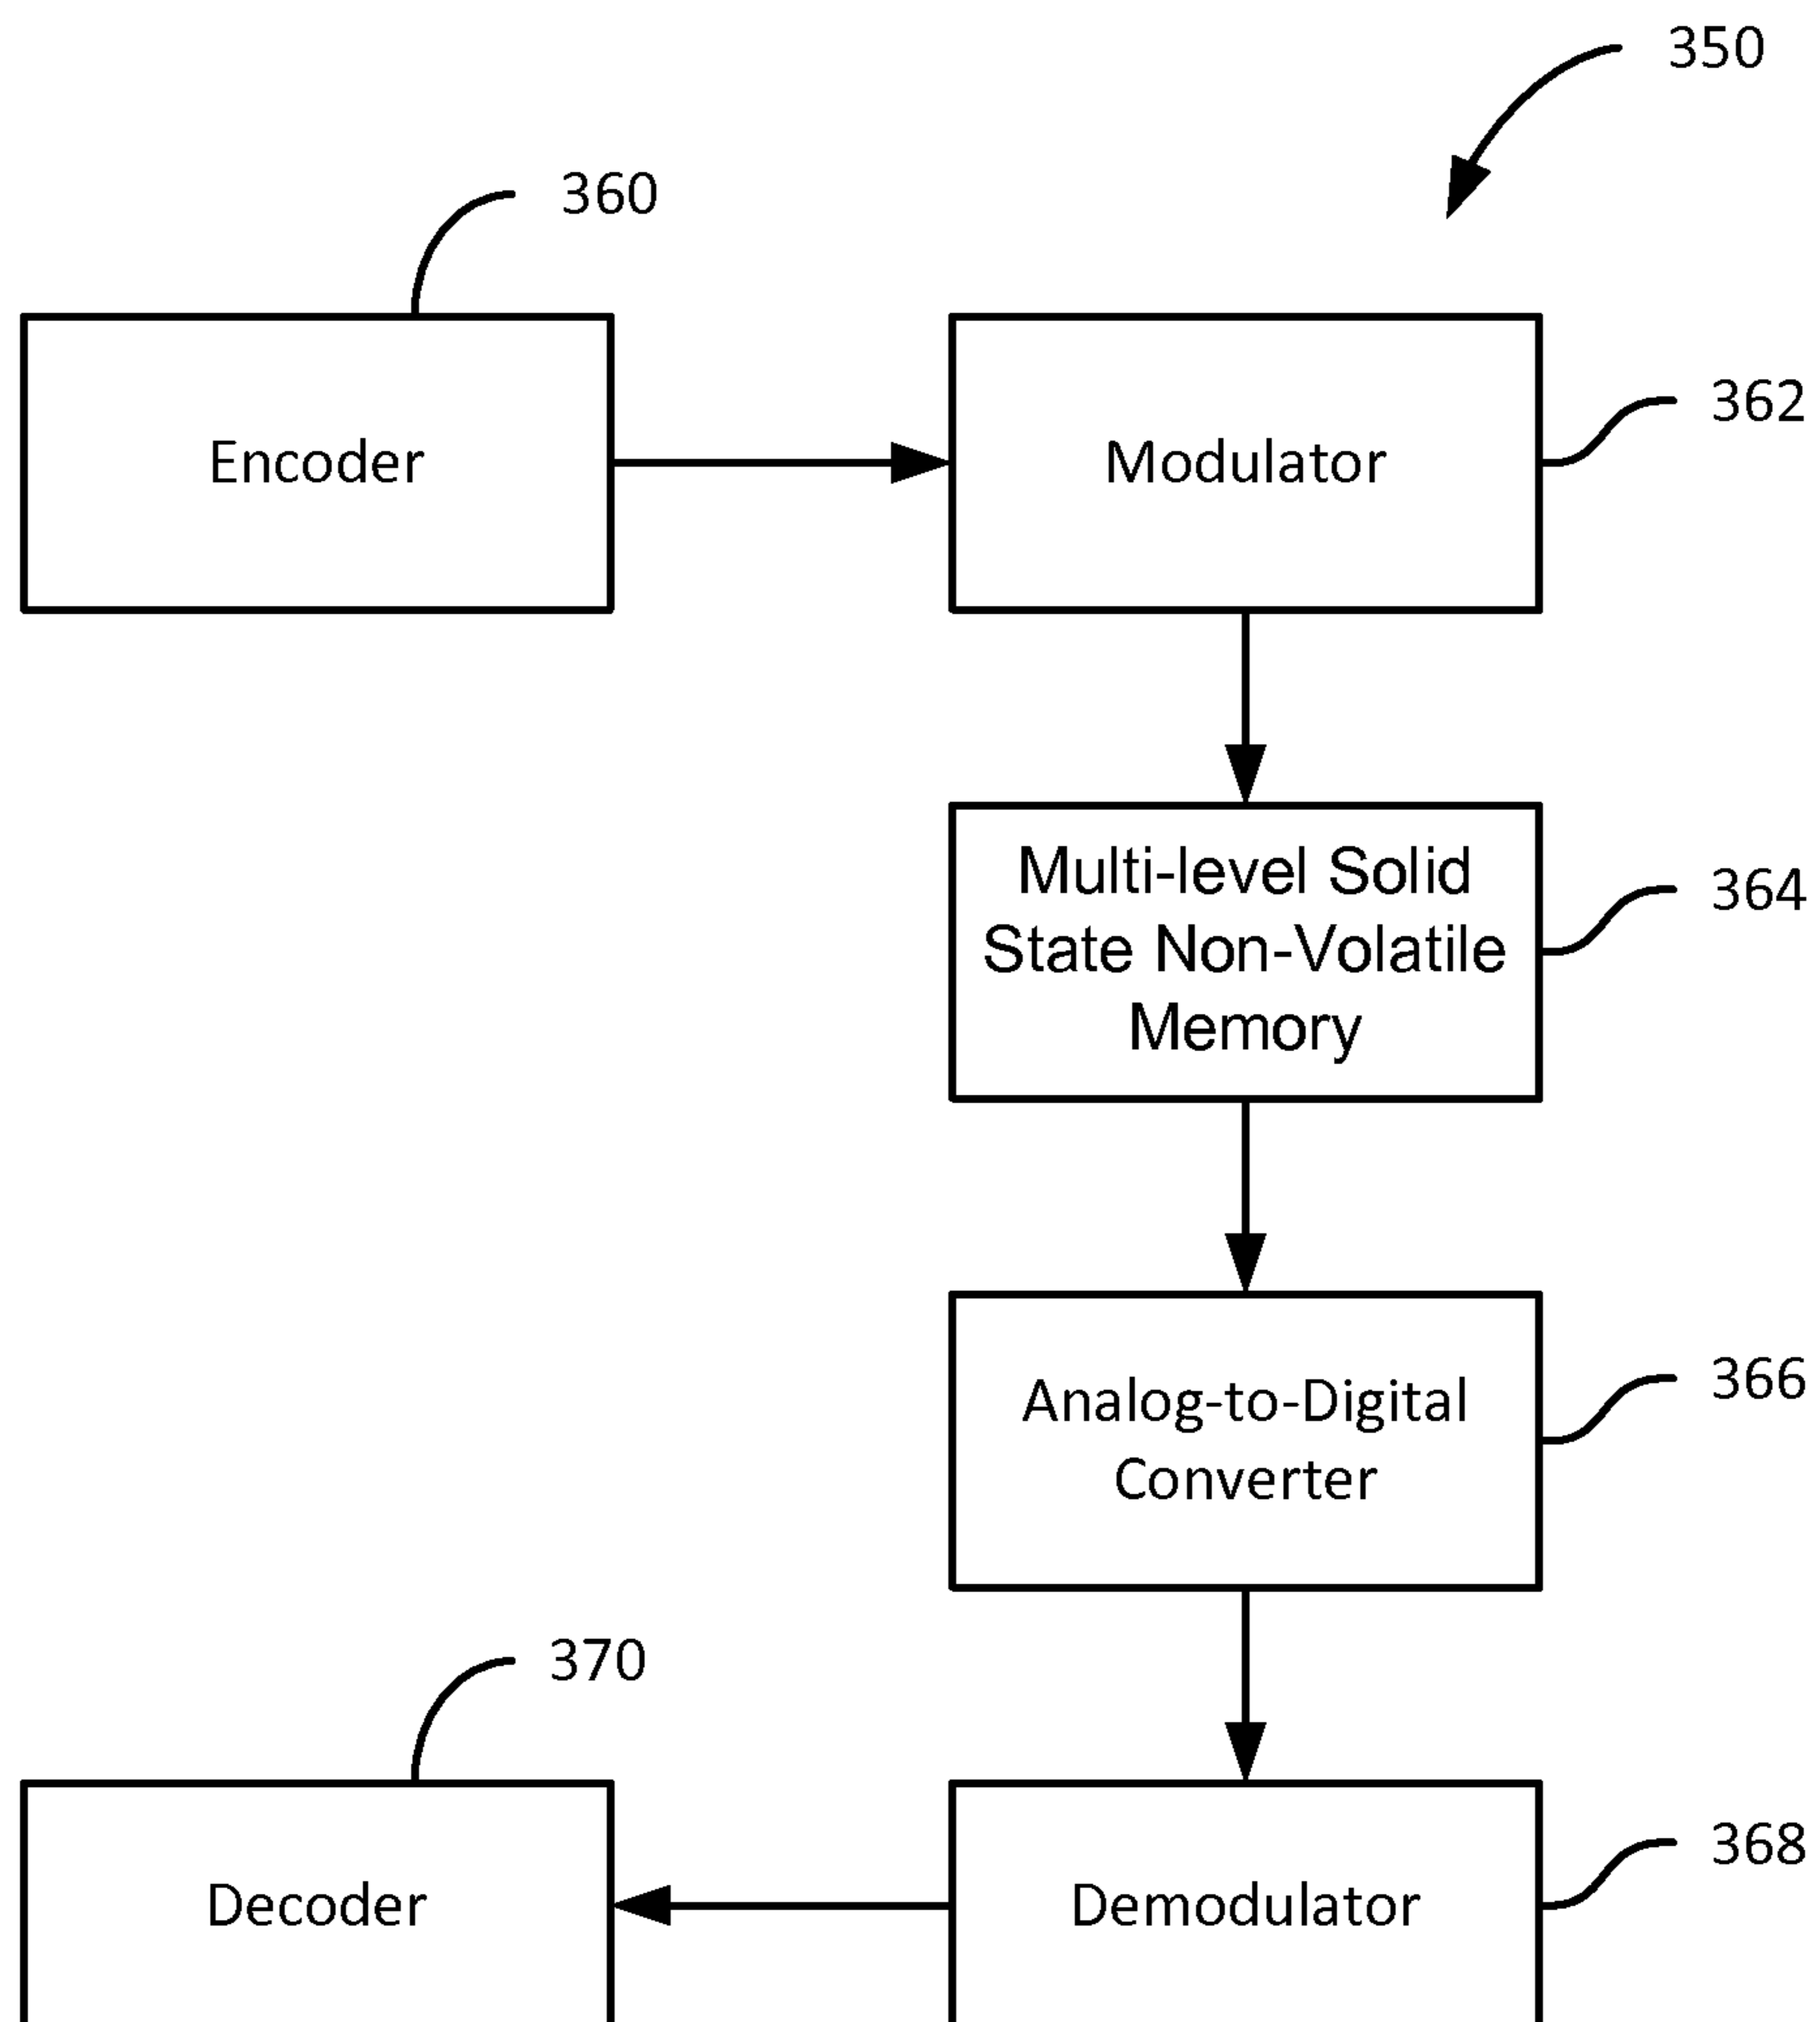 350
360
Encoder
Modulator
362
Multi-level Solid
State Non-Volatile
Memory
364
Analog-to-Digital
Converter
366
370
Decoder
Demodulator
368